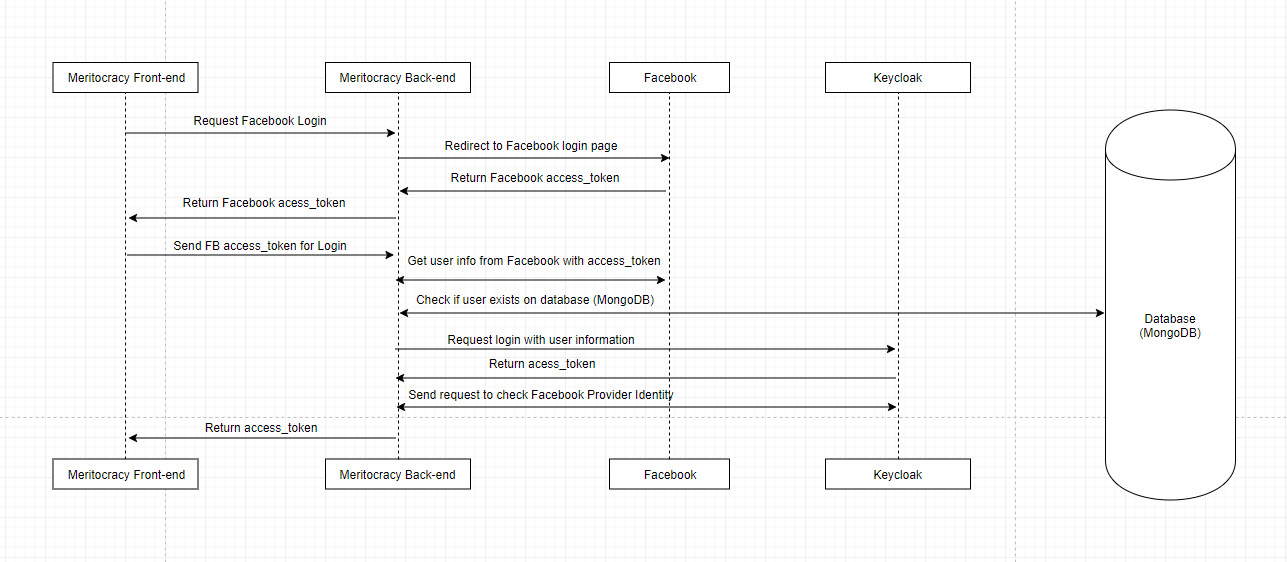 Meritocracy Front-end
Meritocracy Back-end
Facebook
Keycloak
Request Facebook Login
Redirect to Facebook login page
Return Facebook access_token
Return Facebook acess_token
Send FB access_token for Login
Get user info from Facebook with access_token
Check if user exists on database (MongoDB)
Database
(MongoDB)
Request login with user information
Return acess_token
Send request to check Facebook Provider Identity
Return access_token
Meritocracy Front-end
Meritocracy Back-end
Facebook
Keycloak